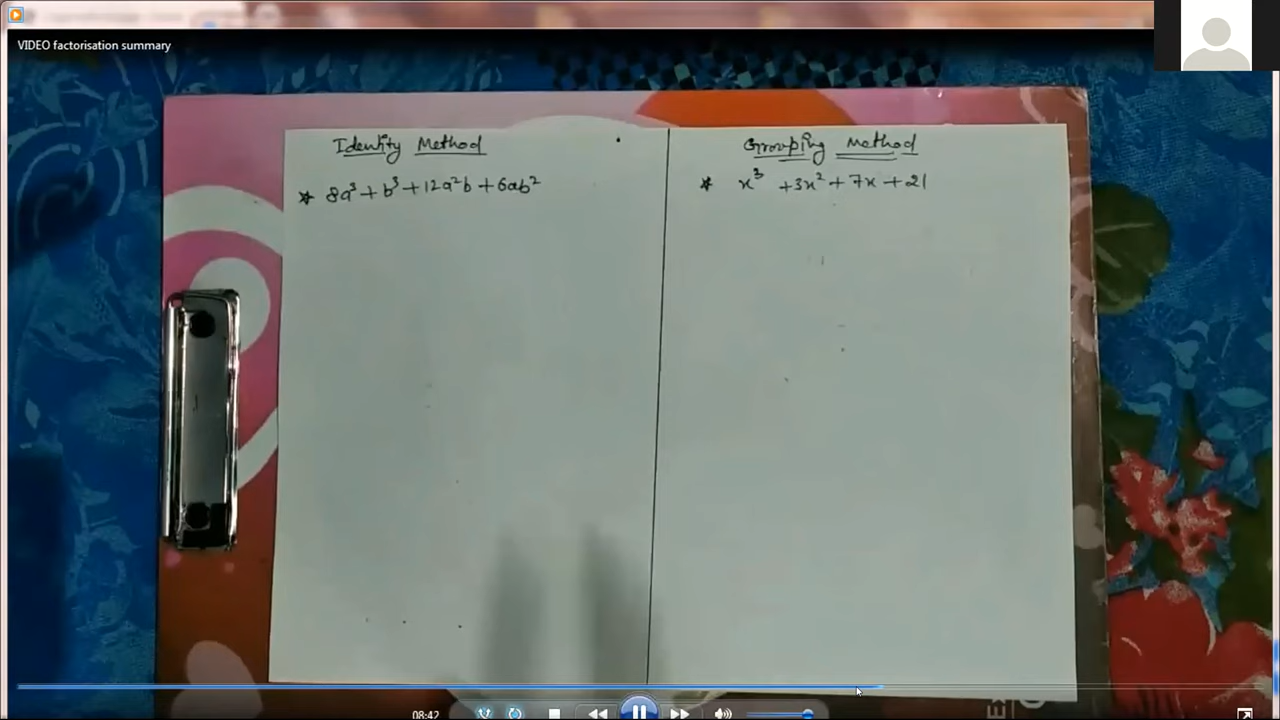 VIDEO factorisation summary
Identity Method
* 8a³ + b³ + 12a²b + 6ab²
Grouping Method
* x³ + 3x² + 7x + 21
08:42